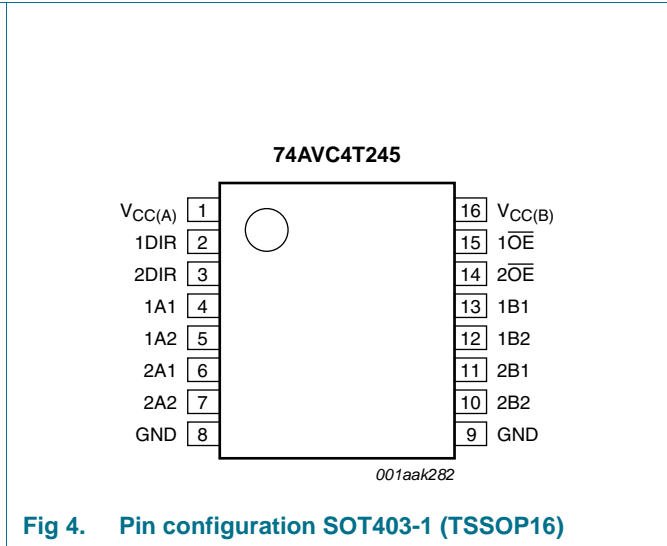 74AVC4T245
VCC(A) 1 16 VCC(B)
1DIR 2 15 1O̅E̅
2DIR 3 14 2O̅E̅
1A1 4 13 1B1
1A2 5 12 1B2
2A1 6 11 2B1
2A2 7 10 2B2
GND 8 9 GND
001aak282
Fig 4. Pin configuration SOT403-1 (TSSOP16)